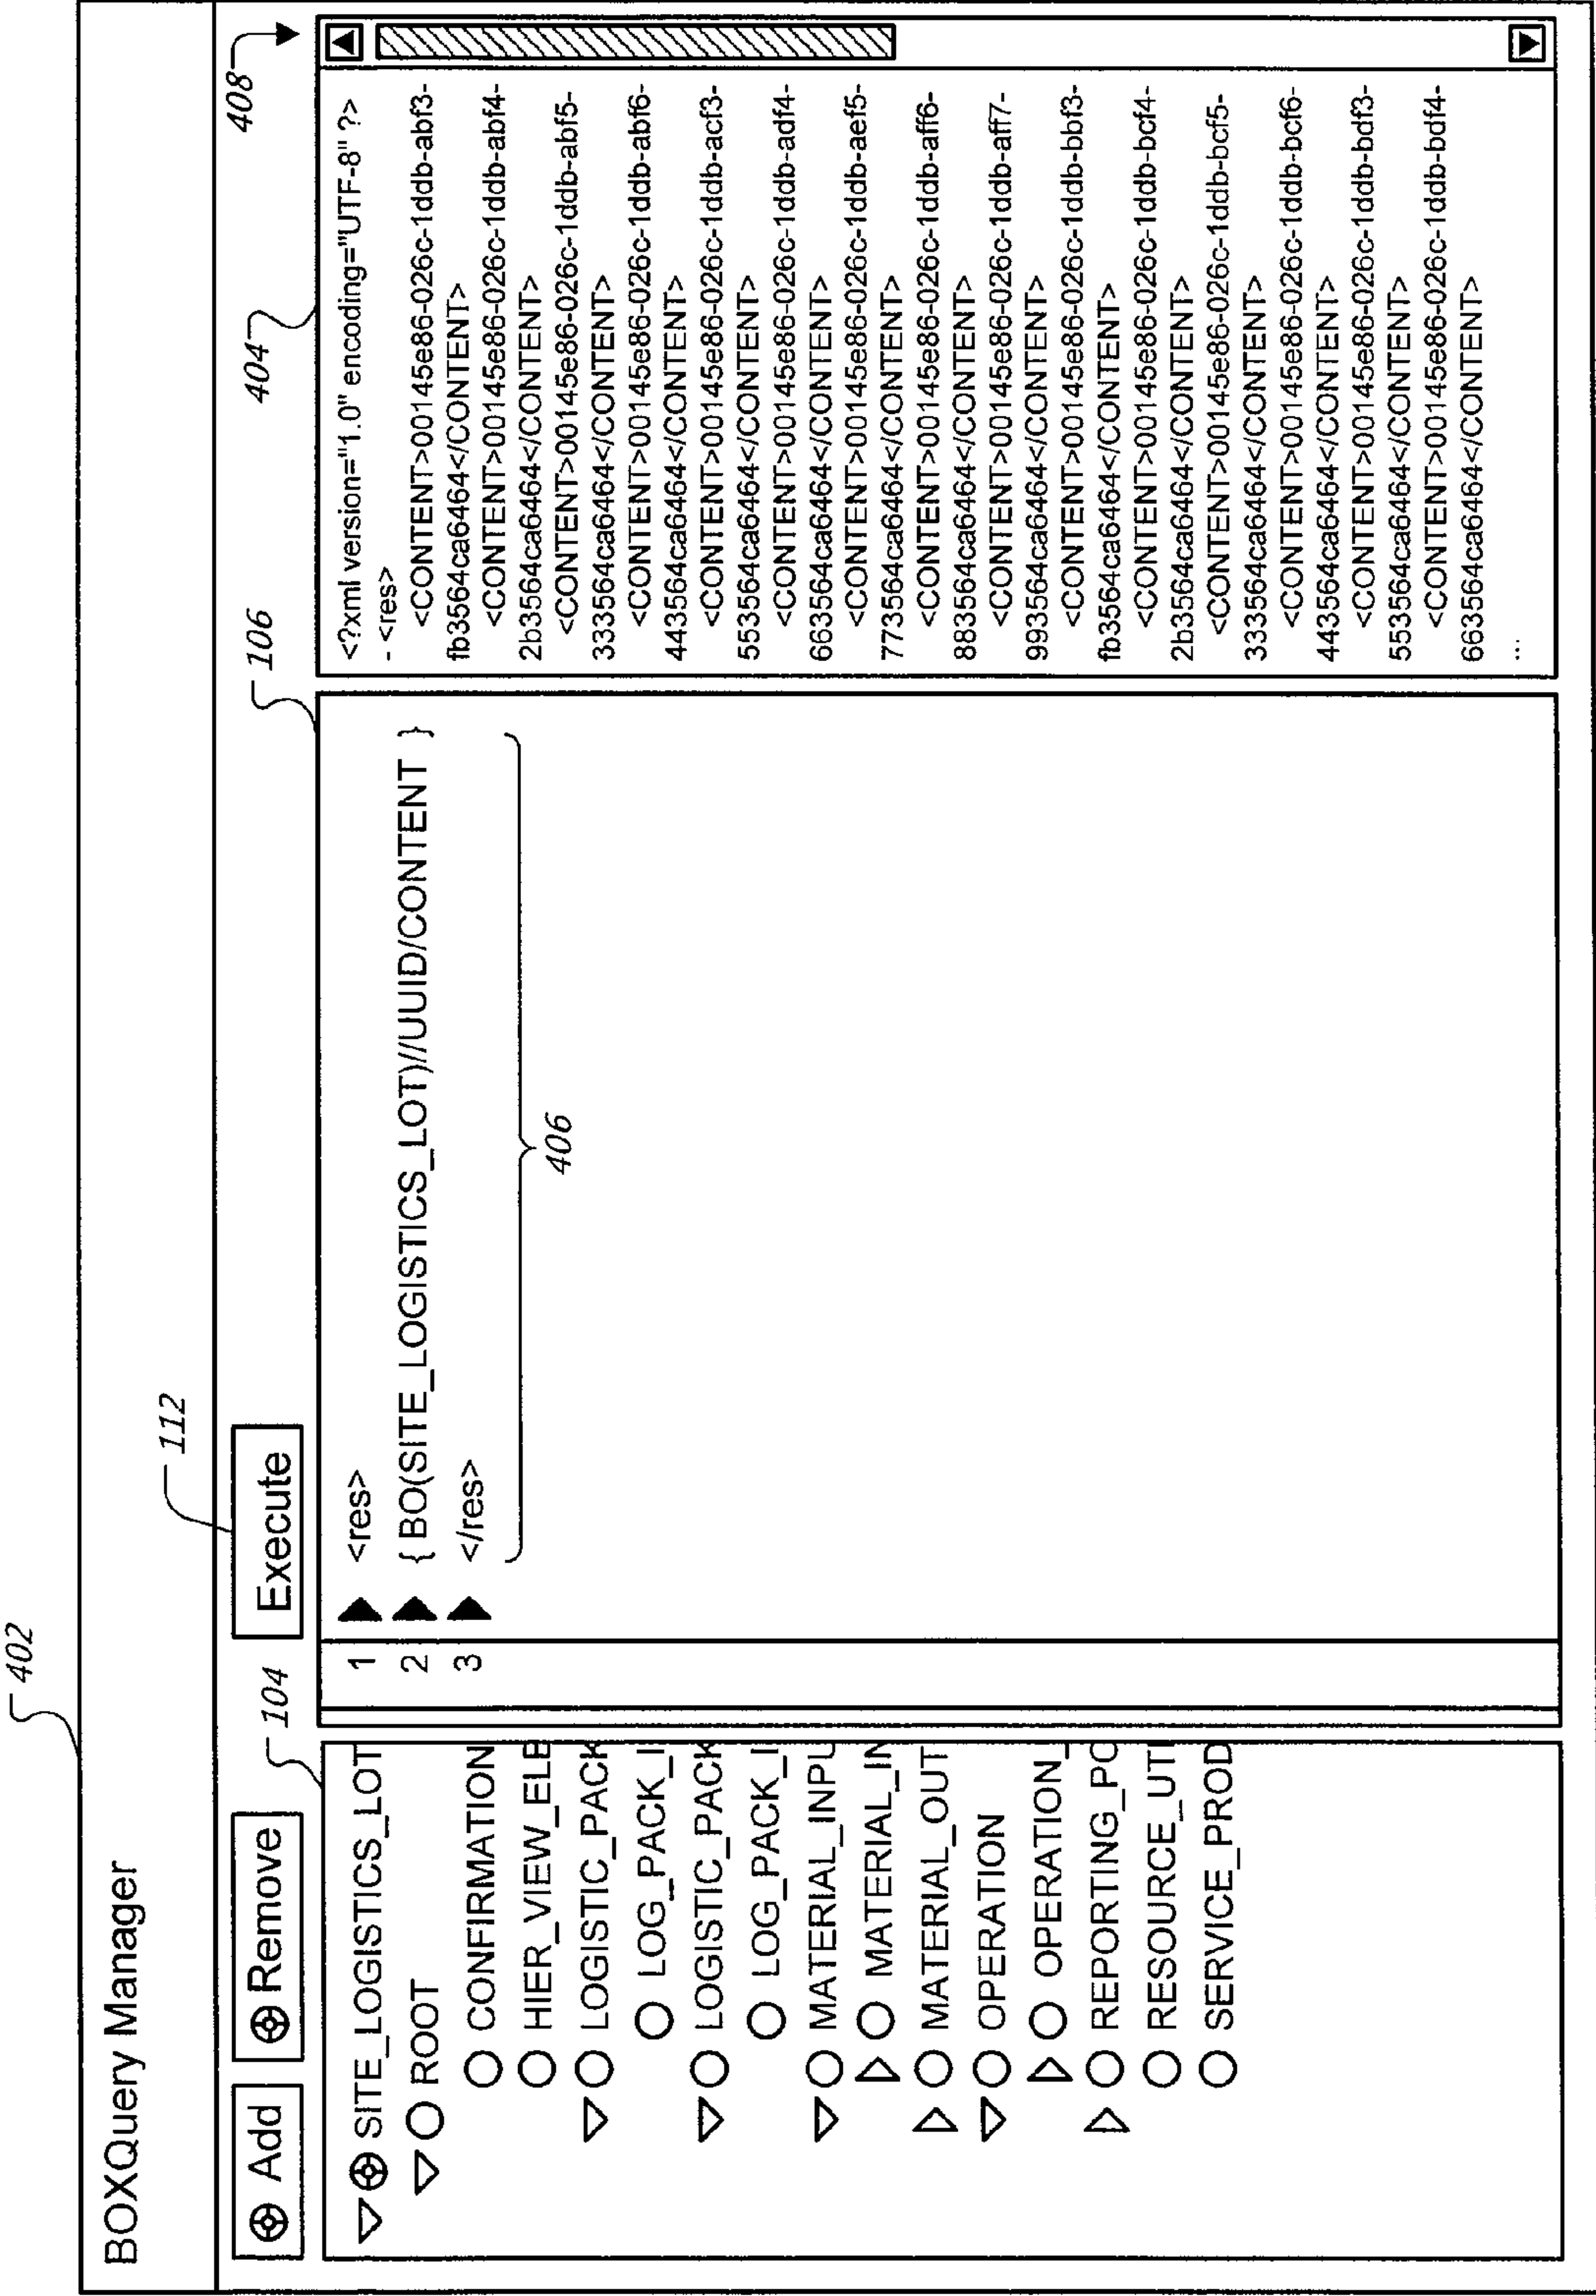 402
BOXQuery Manager
112
Add
Remove
Execute
104
106
404
408
SITE_LOGISTICS_LOT
ROOT
CONFIRMATION
HIER_VIEW_ELE
LOGISTIC_PACK
LOG_PACK_I
LOGISTIC_PACK
LOG_PACK_I
MATERIAL_INPU
MATERIAL_IN
MATERIAL_OUT
OPERATION
OPERATION_
REPORTING_PO
RESOURCE_UTI
SERVICE_PROD
1 <res>
2 { BO(SITE_LOGISTICS_LOT)//UUID/CONTENT }
3 </res>
406
<?xml version="1.0" encoding="UTF-8" ?>
- <res>
<CONTENT>00145e86-026c-1ddb-abf3-
fb3564ca6464</CONTENT>
<CONTENT>00145e86-026c-1ddb-abf4-
2b3564ca6464</CONTENT>
<CONTENT>00145e86-026c-1ddb-abf5-
333564ca6464</CONTENT>
<CONTENT>00145e86-026c-1ddb-abf6-
443564ca6464</CONTENT>
<CONTENT>00145e86-026c-1ddb-acf3-
553564ca6464</CONTENT>
<CONTENT>00145e86-026c-1ddb-adf4-
663564ca6464</CONTENT>
<CONTENT>00145e86-026c-1ddb-aef5-
773564ca6464</CONTENT>
<CONTENT>00145e86-026c-1ddb-aff6-
883564ca6464</CONTENT>
<CONTENT>00145e86-026c-1ddb-aff7-
993564ca6464</CONTENT>
<CONTENT>00145e86-026c-1ddb-bbf3-
fb3564ca6464</CONTENT>
<CONTENT>00145e86-026c-1ddb-bcf4-
2b3564ca6464</CONTENT>
<CONTENT>00145e86-026c-1ddb-bcf5-
333564ca6464</CONTENT>
<CONTENT>00145e86-026c-1ddb-bcf6-
443564ca6464</CONTENT>
<CONTENT>00145e86-026c-1ddb-bdf3-
553564ca6464</CONTENT>
<CONTENT>00145e86-026c-1ddb-bdf4-
663564ca6464</CONTENT>
...